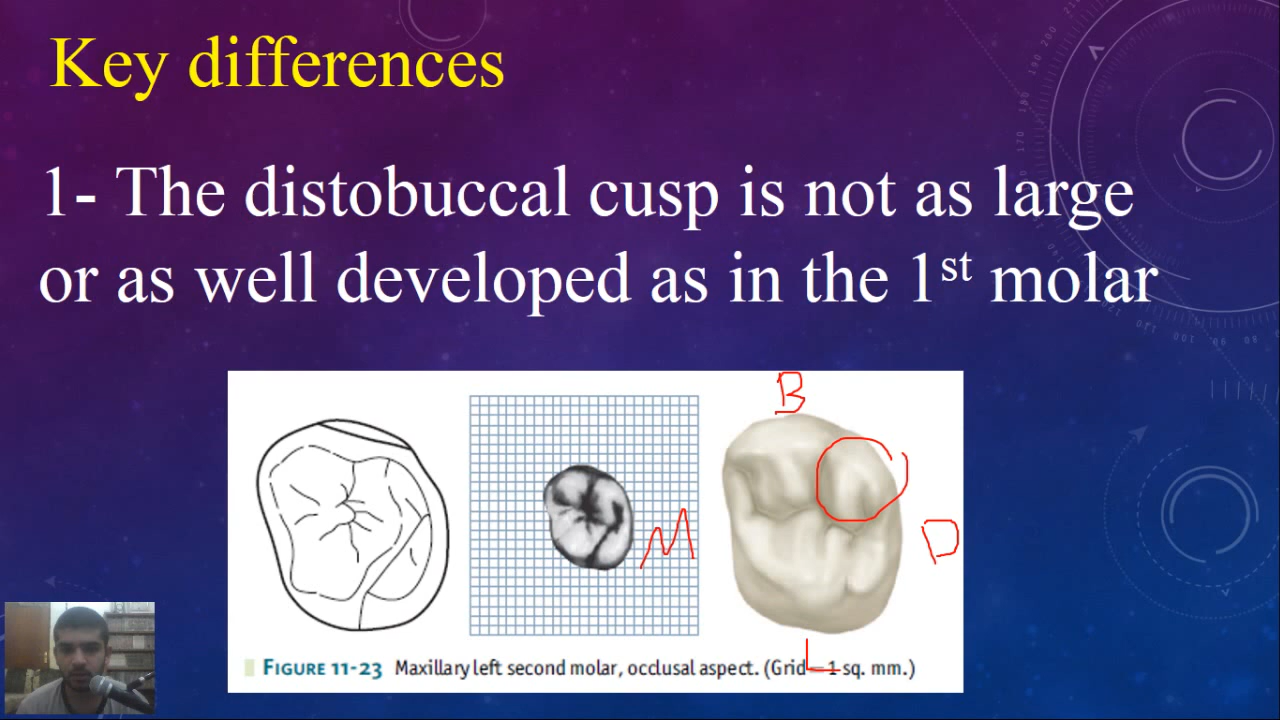 Key differences
1- The distobuccal cusp is not as large
or as well developed as in the 1st molar
B
M
D
L
FIGURE 11-23 Maxillary left second molar, occlusal aspect. (Grid=1 sq. mm.)